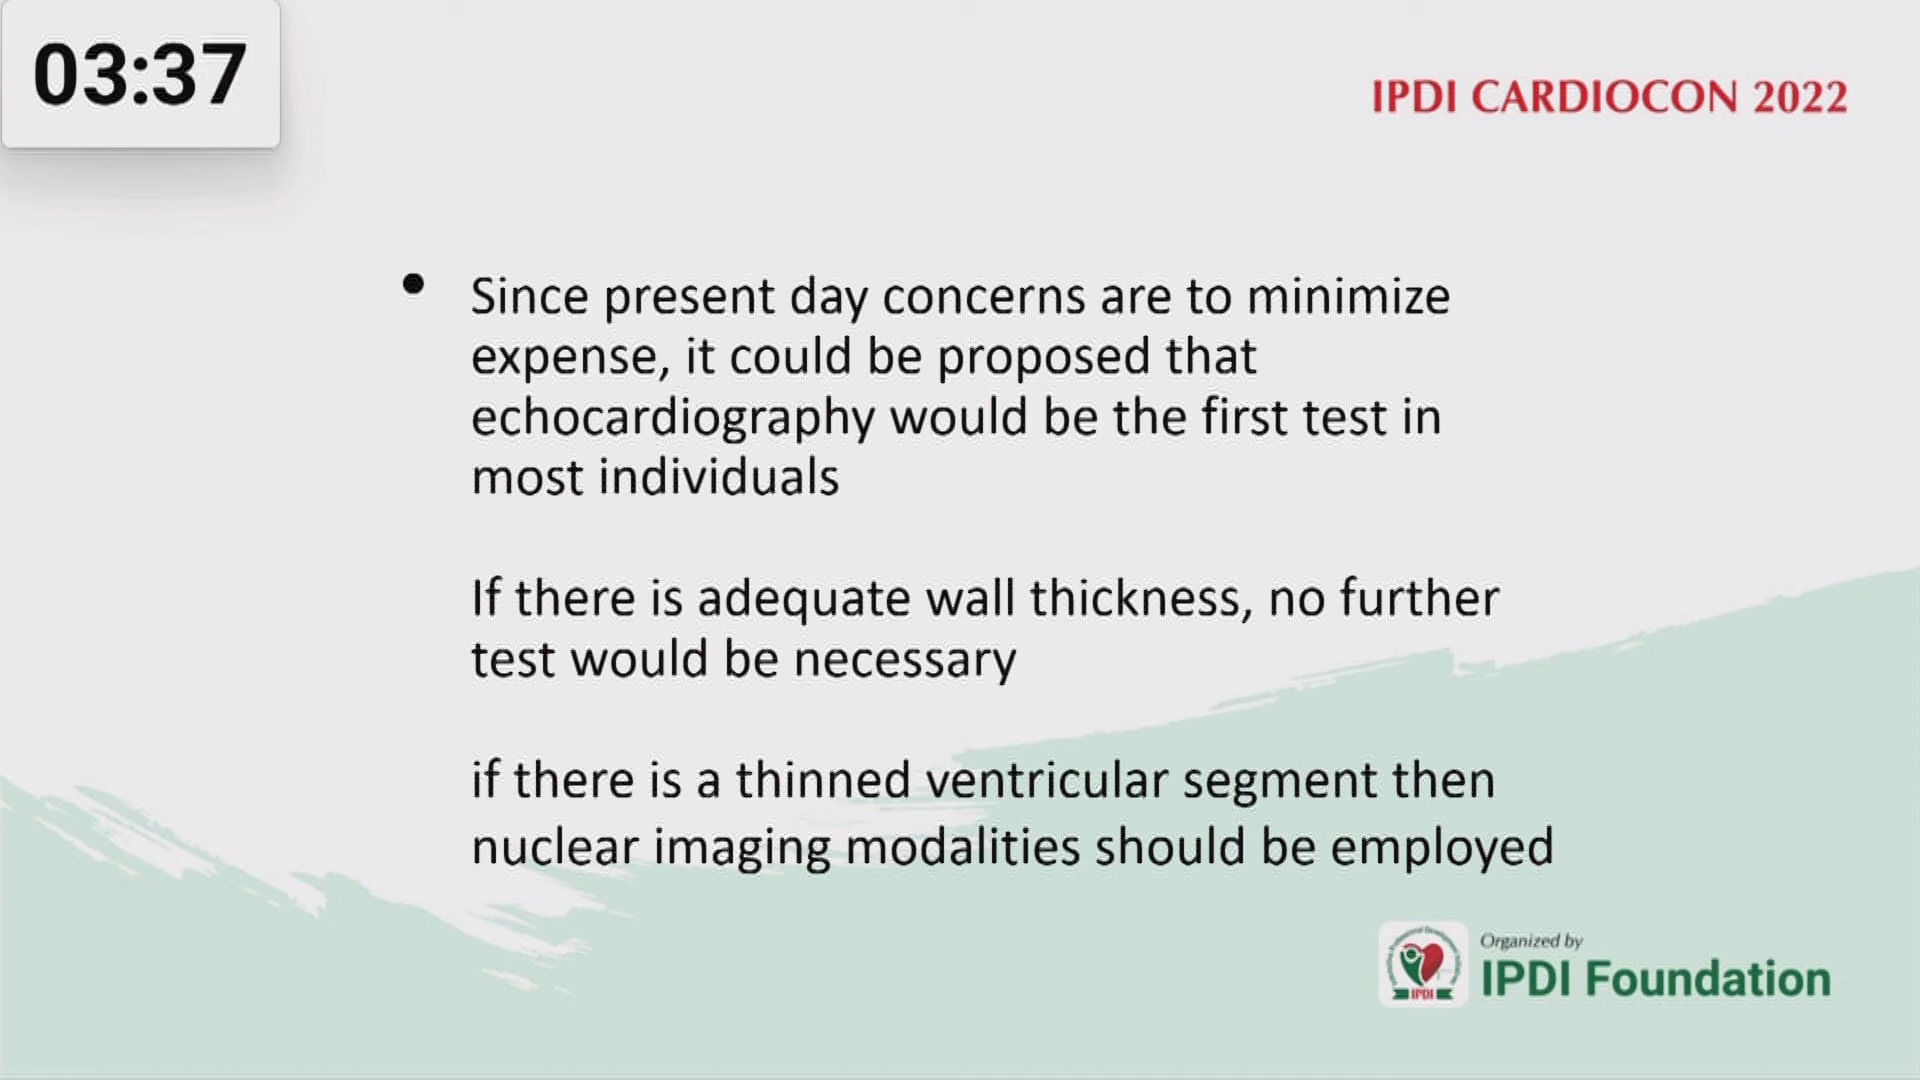 03:37
IPDI CARDIOCON 2022
• Since present day concerns are to minimize
expense, it could be proposed that
echocardiography would be the first test in
most individuals
If there is adequate wall thickness, no further
test would be necessary
if there is a thinned ventricular segment then
nuclear imaging modalities should be employed
Organized by
IPDI Foundation
IPDI